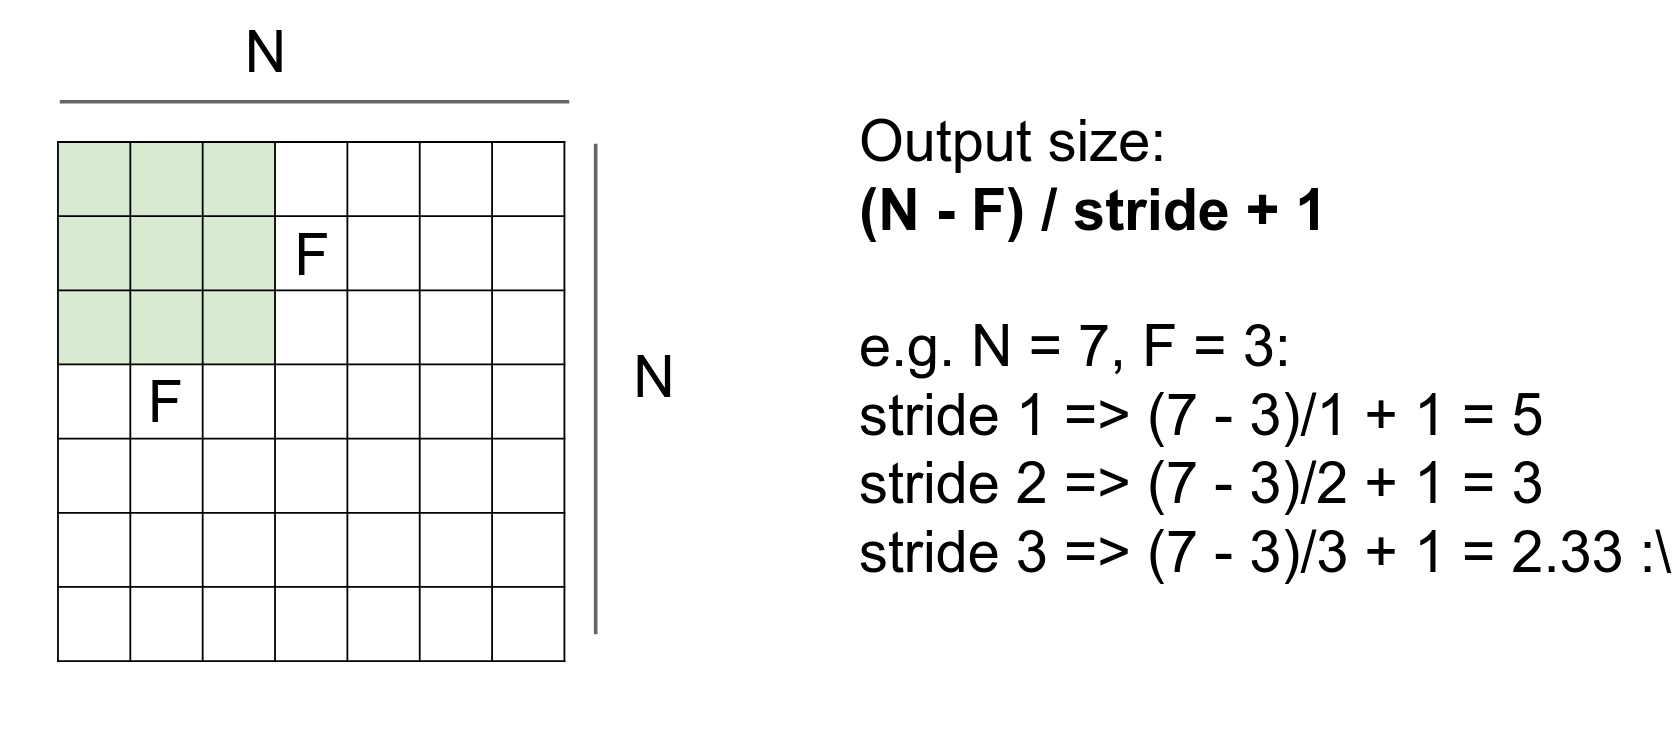 N
F
F
N
Output size:
(N - F) / stride + 1
e.g. N = 7, F = 3:
stride 1 => (7 - 3)/1 + 1 = 5
stride 2 => (7 - 3)/2 + 1 = 3
stride 3 => (7 - 3)/3 + 1 = 2.33 :\